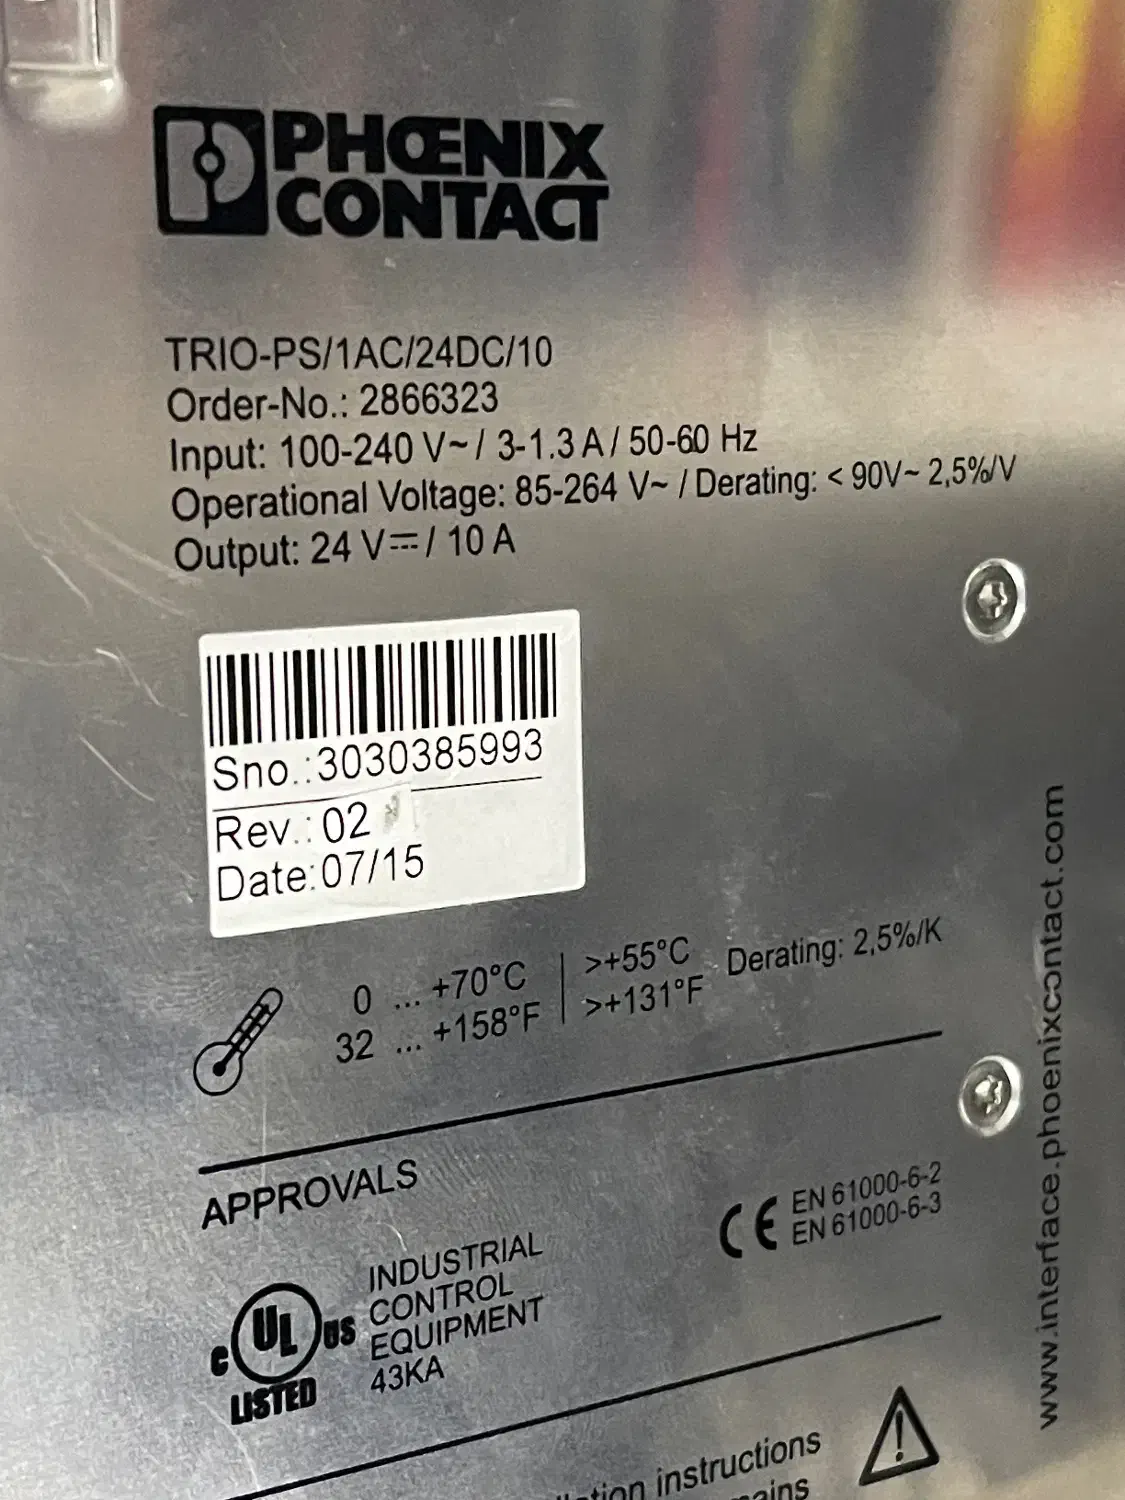 PHŒNIX
CONTACT
TRIO-PS/1AC/24DC/10
Order-No.: 2866323
Input: 100-240 V~ / 3-1.3 A / 50-60 Hz
Operational Voltage: 85-264 V~ / Derating: < 90V~ 2,5%/V
Output: 24 V⎓ / 10 A
Sno.:3030385993
Rev.:02
Date:07/15
0 ... +70°C >+55°C Derating: 2,5%/K
32 ... +158°F >+131°F
APPROVALS
CE EN 61000-6-2
EN 61000-6-3
c UL us
LISTED
INDUSTRIAL
CONTROL
EQUIPMENT
43KA
instructions
www.interface.phoenixcontact.com